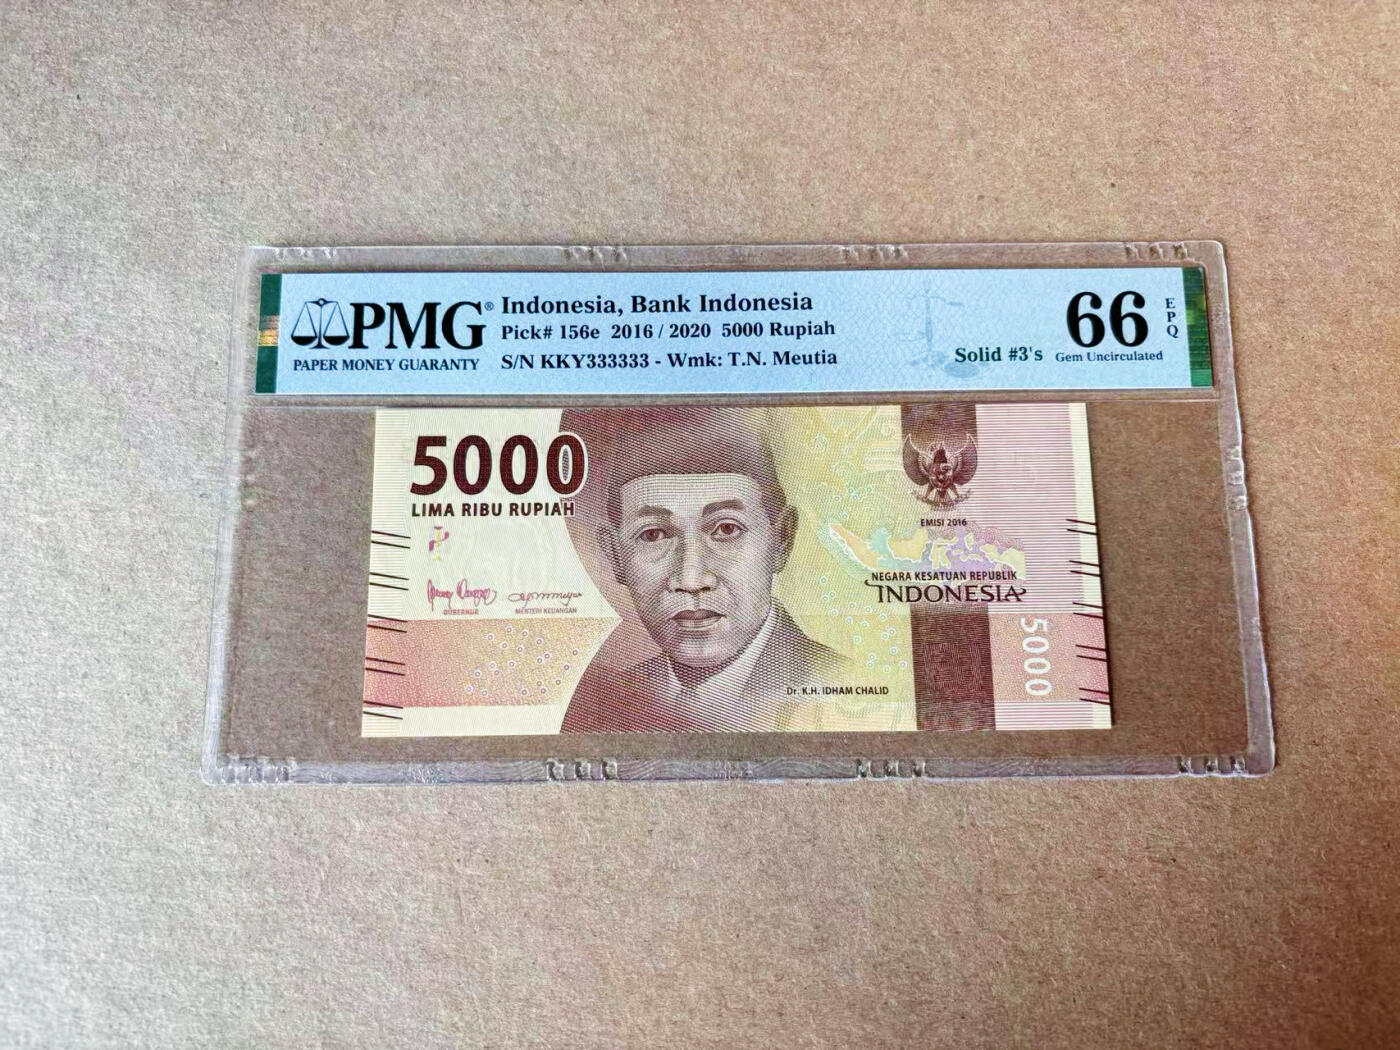 PMG®
PAPER MONEY GUARANTY
Indonesia, Bank Indonesia
Pick# 156e 2016 / 2020 5000 Rupiah
S/N KKY333333 - Wmk: T.N. Meutia
Solid #3's
66
EPQ
Gem Uncirculated
5000
LIMA RIBU RUPIAH
GUBERNUR
MENTERI KEUANGAN
EMISI 2016
NEGARA KESATUAN REPUBLIK
INDONESIA
5000
Dr. K.H. IDHAM CHALID